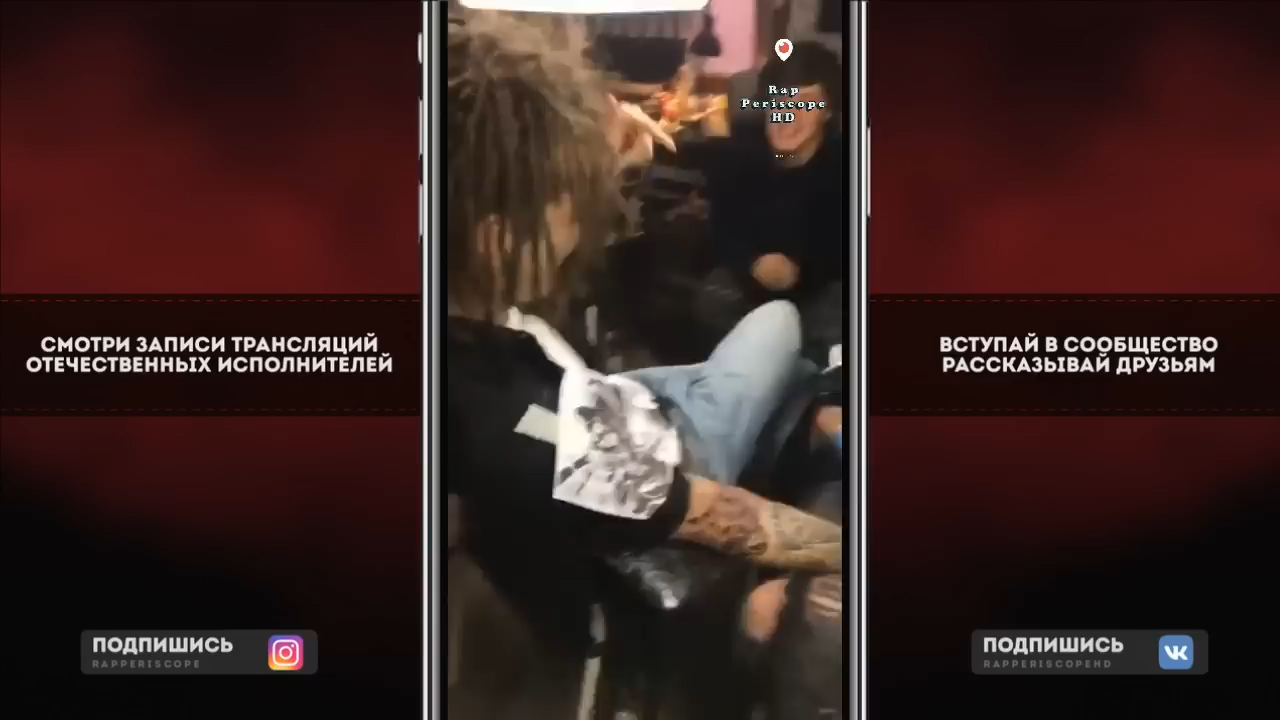 СМОТРИ ЗАПИСИ ТРАНСЛЯЦИЙ
ОТЕЧЕСТВЕННЫХ ИСПОЛНИТЕЛЕЙ
ПОДПИШИСЬ
RAPPERISCOPE
Rap
Periscope
HD
ВСТУПАЙ В СООБЩЕСТВО
РАССКАЗЫВАЙ ДРУЗЬЯМ
ПОДПИШИСЬ
RAPPERISCOPEHD